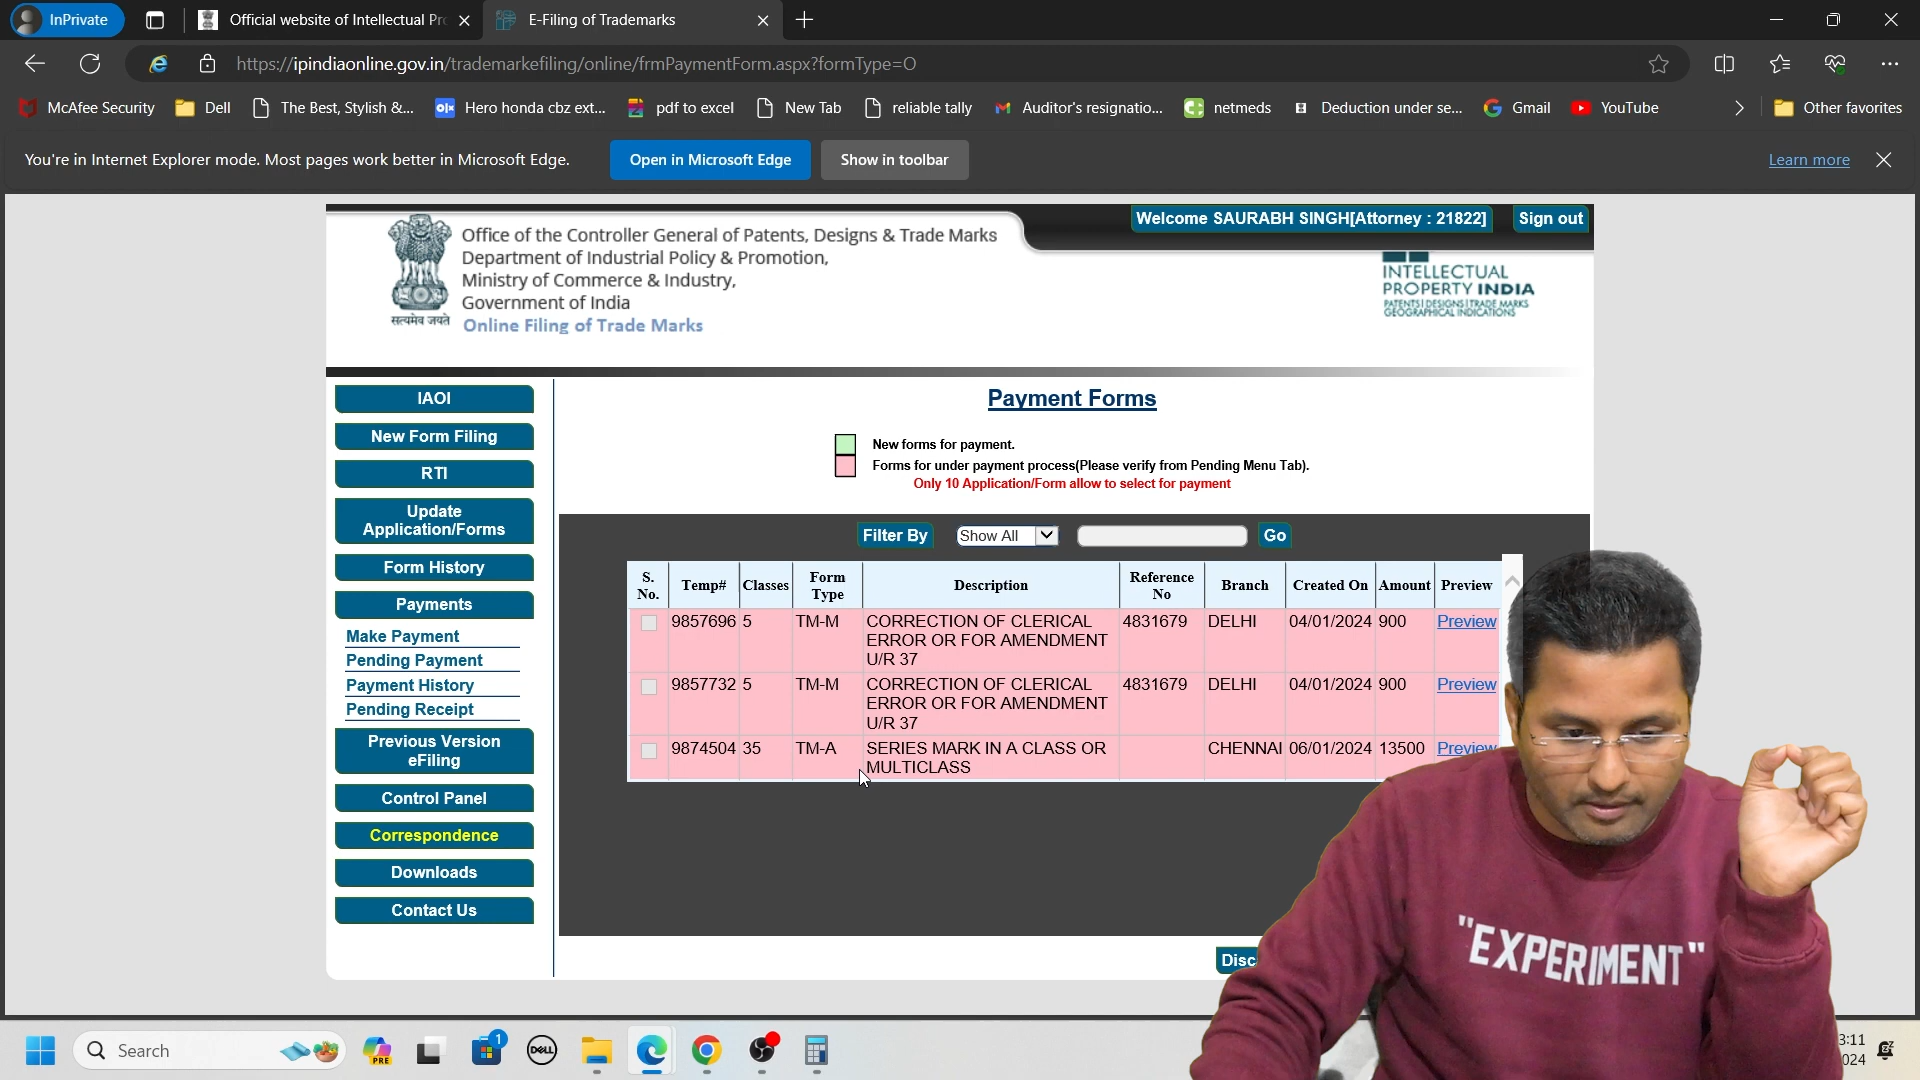 InPrivate
Official website of Intellectual Pro
E-Filing of Trademarks
https://ipindiaonline.gov.in/trademarkefiling/online/frmPaymentForm.aspx?formType=O
McAfee Security
Dell
The Best, Stylish &...
olx
Hero honda cbz ext...
pdf to excel
New Tab
reliable tally
Auditor's resignatio...
netmeds
Deduction under se...
Gmail
YouTube
Other favorites
You're in Internet Explorer mode. Most pages work better in Microsoft Edge.
Open in Microsoft Edge
Show in toolbar
Learn more
Welcome SAURABH SINGH[Attorney : 21822]
Sign out
Office of the Controller General of Patents, Designs & Trade Marks
Department of Industrial Policy & Promotion,
Ministry of Commerce & Industry,
Government of India
Online Filing of Trade Marks
सत्यमेव जयते
INTELLECTUAL
PROPERTY INDIA
PATENTS | DESIGNS | TRADE MARKS
GEOGRAPHICAL INDICATIONS
IAOI
New Form Filing
RTI
Update
Application/Forms
Form History
Payments
Make Payment
Pending Payment
Payment History
Pending Receipt
Previous Version
eFiling
Control Panel
Correspondence
Downloads
Contact Us
Payment Forms
New forms for payment.
Forms for under payment process(Please verify from Pending Menu Tab).
Only 10 Application/Form allow to select for payment
Filter By Show All Go
S. No. Temp# Classes Form Type Description Reference No Branch Created On Amount Preview
9857696 5 TM-M CORRECTION OF CLERICAL 4831679 DELHI 04/01/2024 900 Preview
ERROR OR FOR AMENDMENT
U/R 37
9857732 5 TM-M CORRECTION OF CLERICAL 4831679 DELHI 04/01/2024 900 Preview
ERROR OR FOR AMENDMENT
U/R 37
9874504 35 TM-A SERIES MARK IN A CLASS OR CHENNAI 06/01/2024 13500 Preview
MULTICLASS
Disc
"EXPERIMENT"
Search
PRE
1
DELL
3:11
024